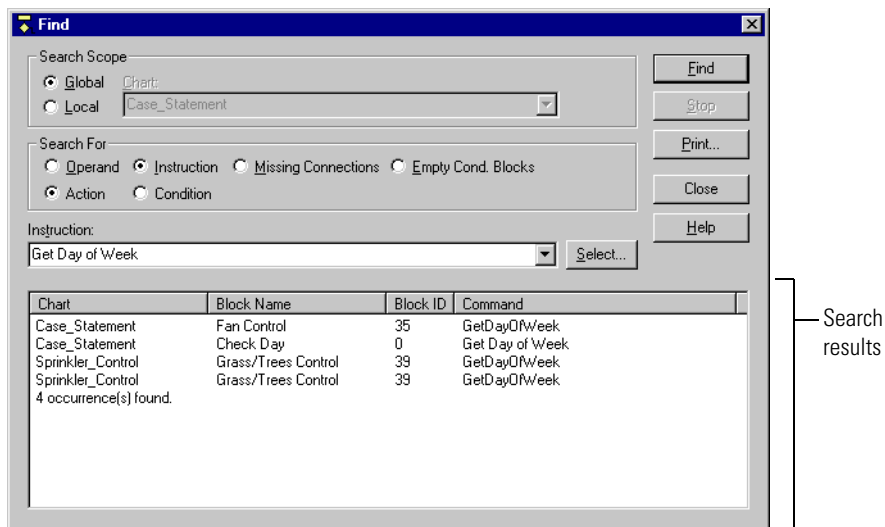 Find
Search Scope
Global Chart:
Local Case_Statement
Search For
Operand Instruction Missing Connections Empty Cond. Blocks
Action Condition
Instruction:
Get Day of Week Select...
Find
Stop
Print...
Close
Help
Chart Block Name Block ID Command
Case_Statement Fan Control 35 GetDayOfWeek
Case_Statement Check Day 0 Get Day of Week
Sprinkler_Control Grass/Trees Control 39 GetDayOfWeek
Sprinkler_Control Grass/Trees Control 39 GetDayOfWeek
4 occurrence(s) found.
Search
results